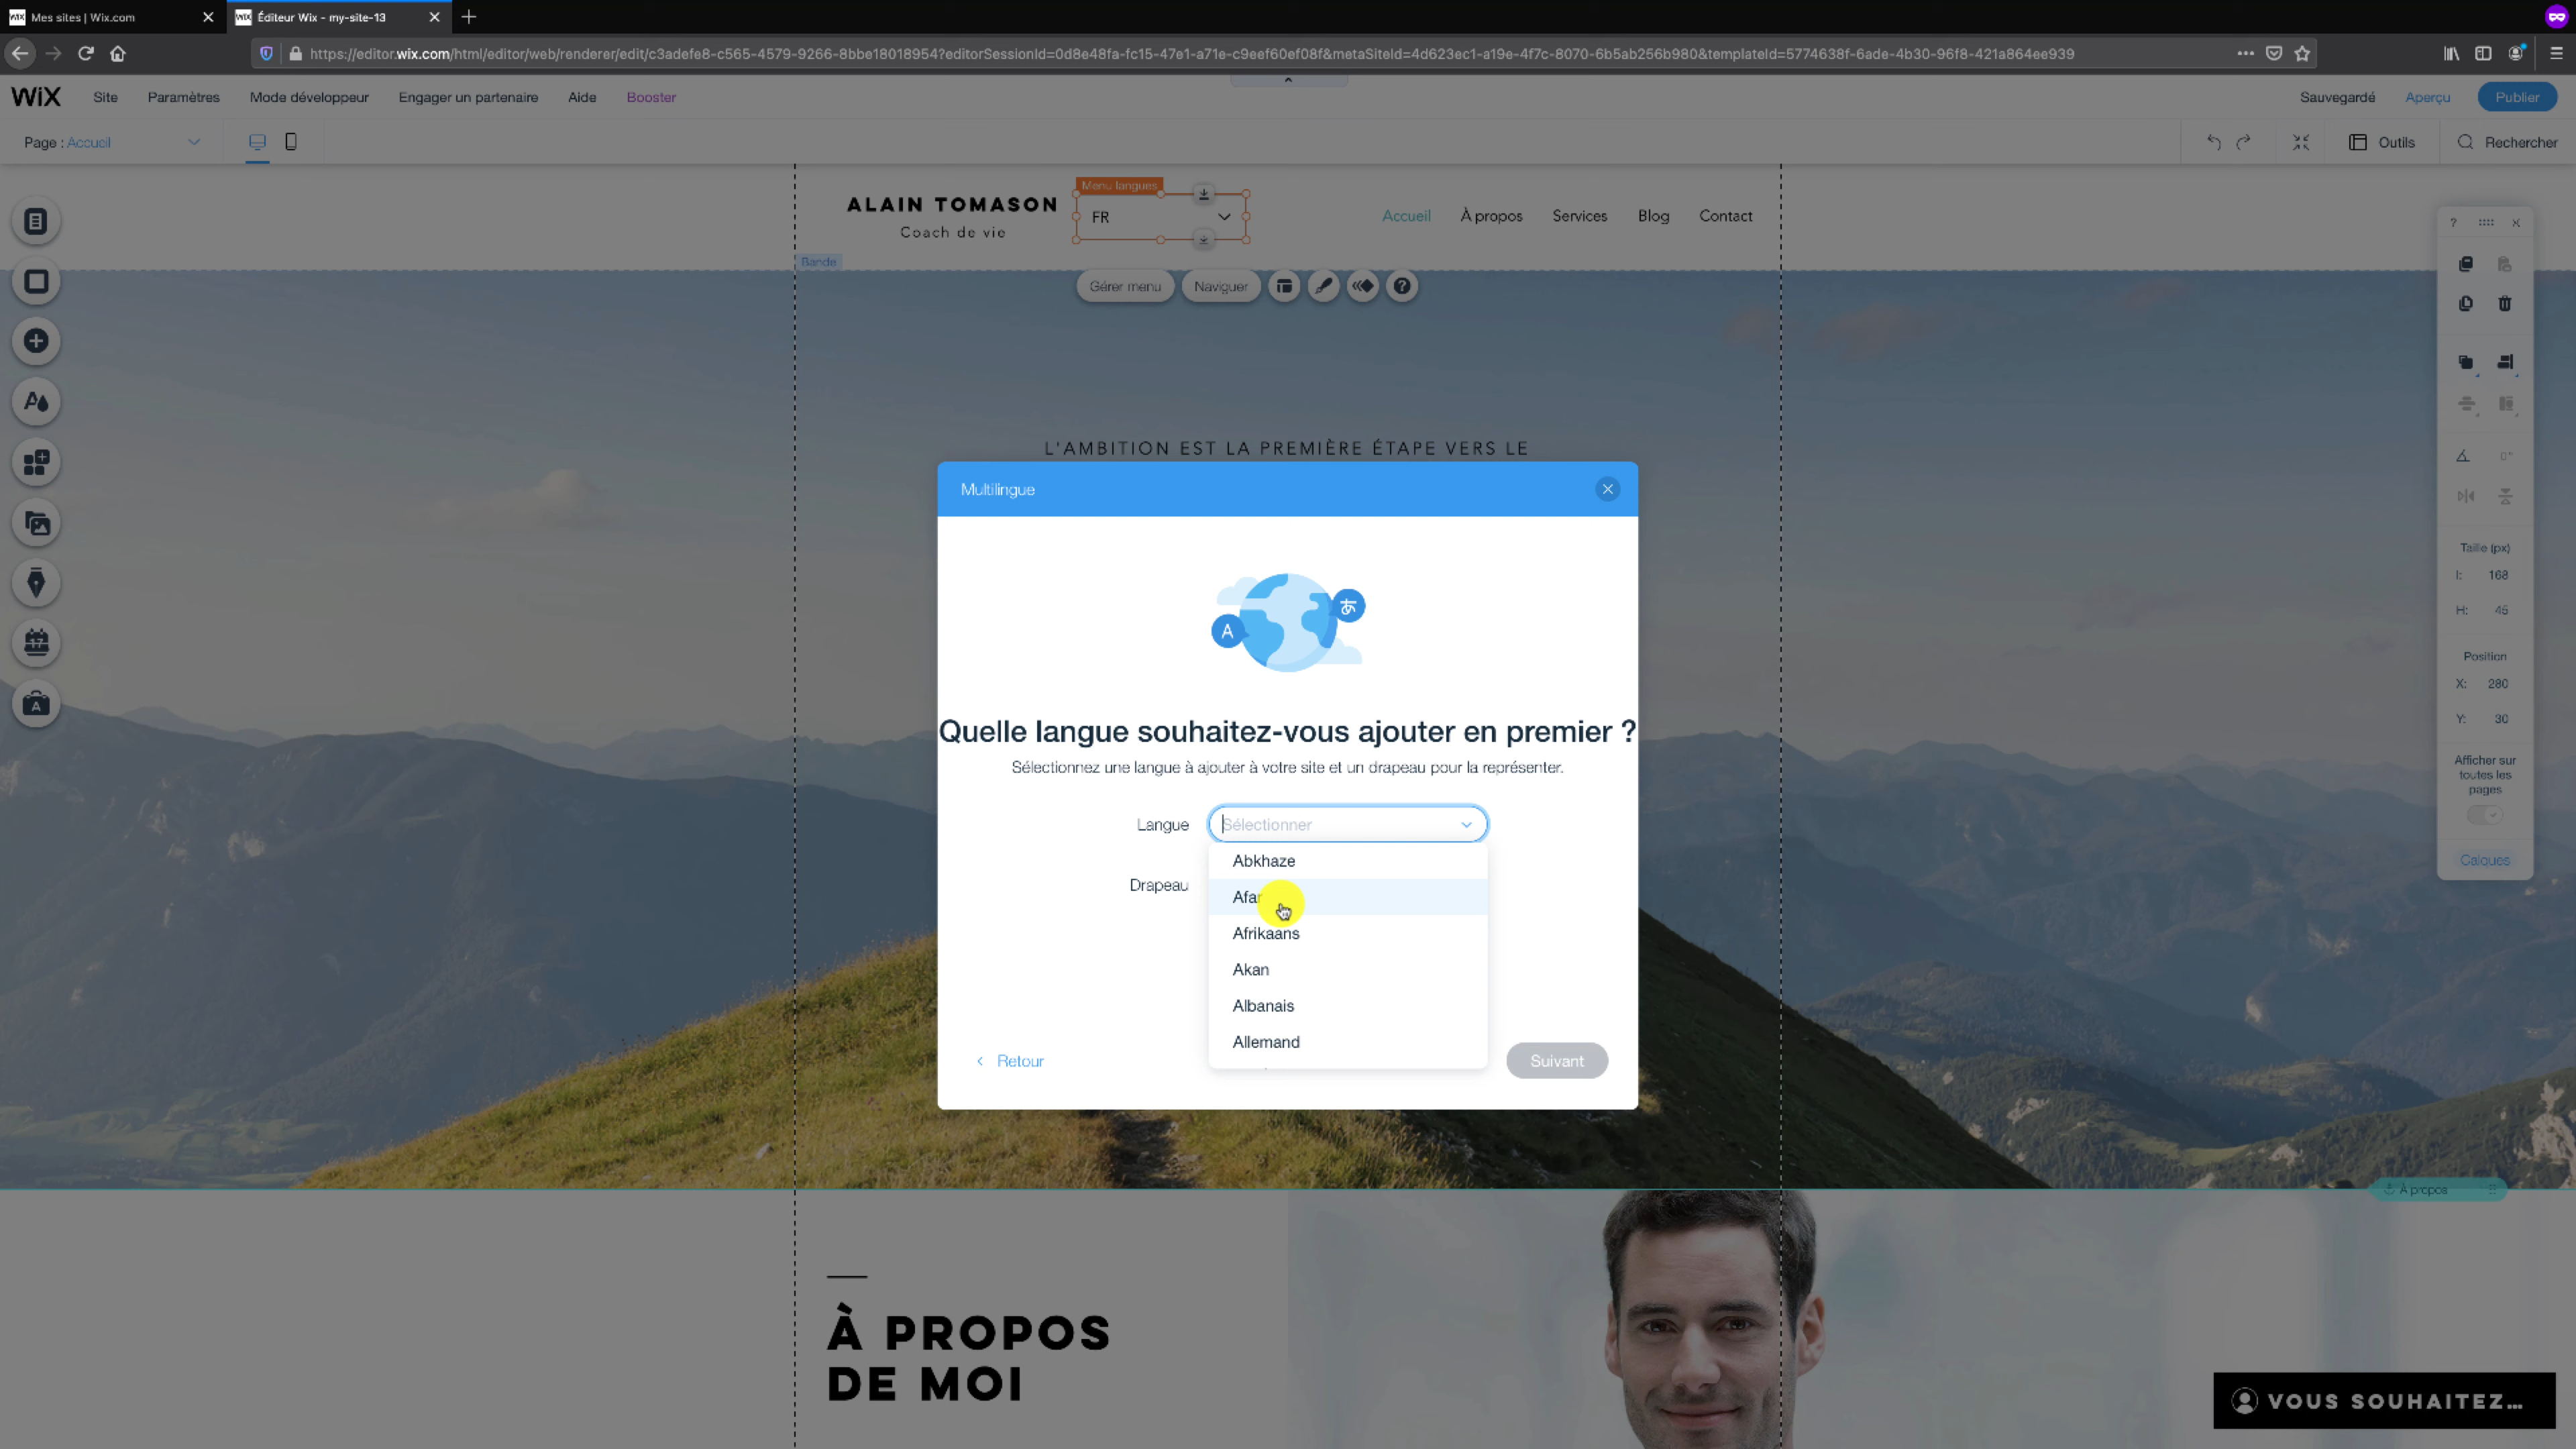 Mes sites | Wix.com
Éditeur Wix - my-site-13
https://editor.wix.com/html/editor/web/renderer/edit/c3adefe8-c565-4579-9266-8bbe18018954?editorSessionId=0d8e48fa-fc15-47e1-a71e-c9eef60ef08f&metaSiteId=4d623ec1-a19e-4f7c-8070-6b5ab256b980&templateId=5774638f-6ade-4b30-96f8-421a864ee939
WiX Site Paramètres Mode développeur Engager un partenaire Aide Booster Sauvegardé Aperçu Publier
Page : Accueil Outils Rechercher
Menu langues
ALAIN TOMASON
Coach de vie
FR
Accueil À propos Services Blog Contact
Bande
Gérer menu Naviguer
L'AMBITION EST LA PREMIÈRE ÉTAPE VERS LE
Multilingue
A あ
Quelle langue souhaitez-vous ajouter en premier ?
Sélectionnez une langue à ajouter à votre site et un drapeau pour la représenter.
Langue Sélectionner
Drapeau
Abkhaze
Afar
Afrikaans
Akan
Albanais
Allemand
Retour
Suivant
0°
Taille (px)
l: 168
H: 45
Position
X: 280
Y: 30
Afficher sur
toutes les
pages
Calques
À propos
À PROPOS
DE MOI
VOUS SOUHAITEZ...